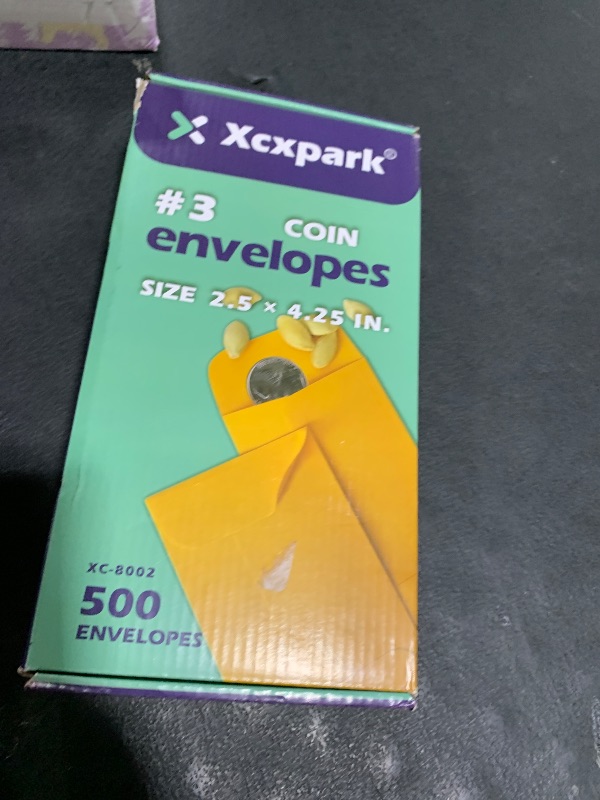 Xcxpark®
#3 COIN
envelopes
SIZE 2.5 × 4.25 IN.
XC-8002
500
ENVELOPES